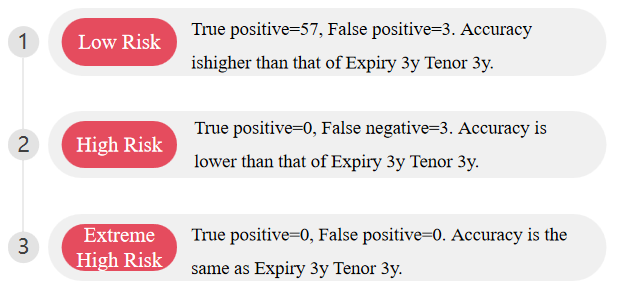 1
Low Risk
True positive=57, False positive=3. Accuracy
ishigher than that of Expiry 3y Tenor 3y.
2
High Risk
True positive=0, False negative=3. Accuracy is
lower than that of Expiry 3y Tenor 3y.
3
Extreme
High Risk
True positive=0, False positive=0. Accuracy is the
same as Expiry 3y Tenor 3y.